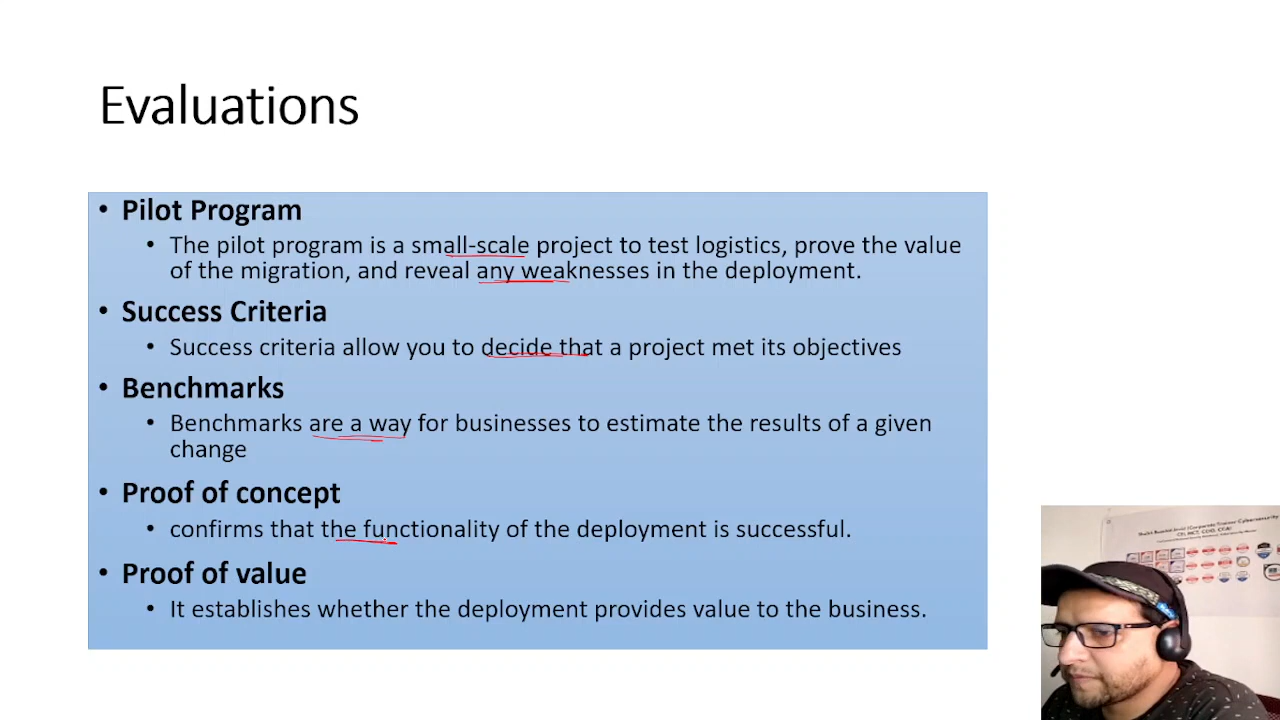 Evaluations
• Pilot Program
• The pilot program is a small-scale project to test logistics, prove the value
of the migration, and reveal any weaknesses in the deployment.
• Success Criteria
• Success criteria allow you to decide that a project met its objectives
• Benchmarks
• Benchmarks are a way for businesses to estimate the results of a given
change
• Proof of concept
• confirms that the functionality of the deployment is successful.
• Proof of value
• It establishes whether the deployment provides value to the business.